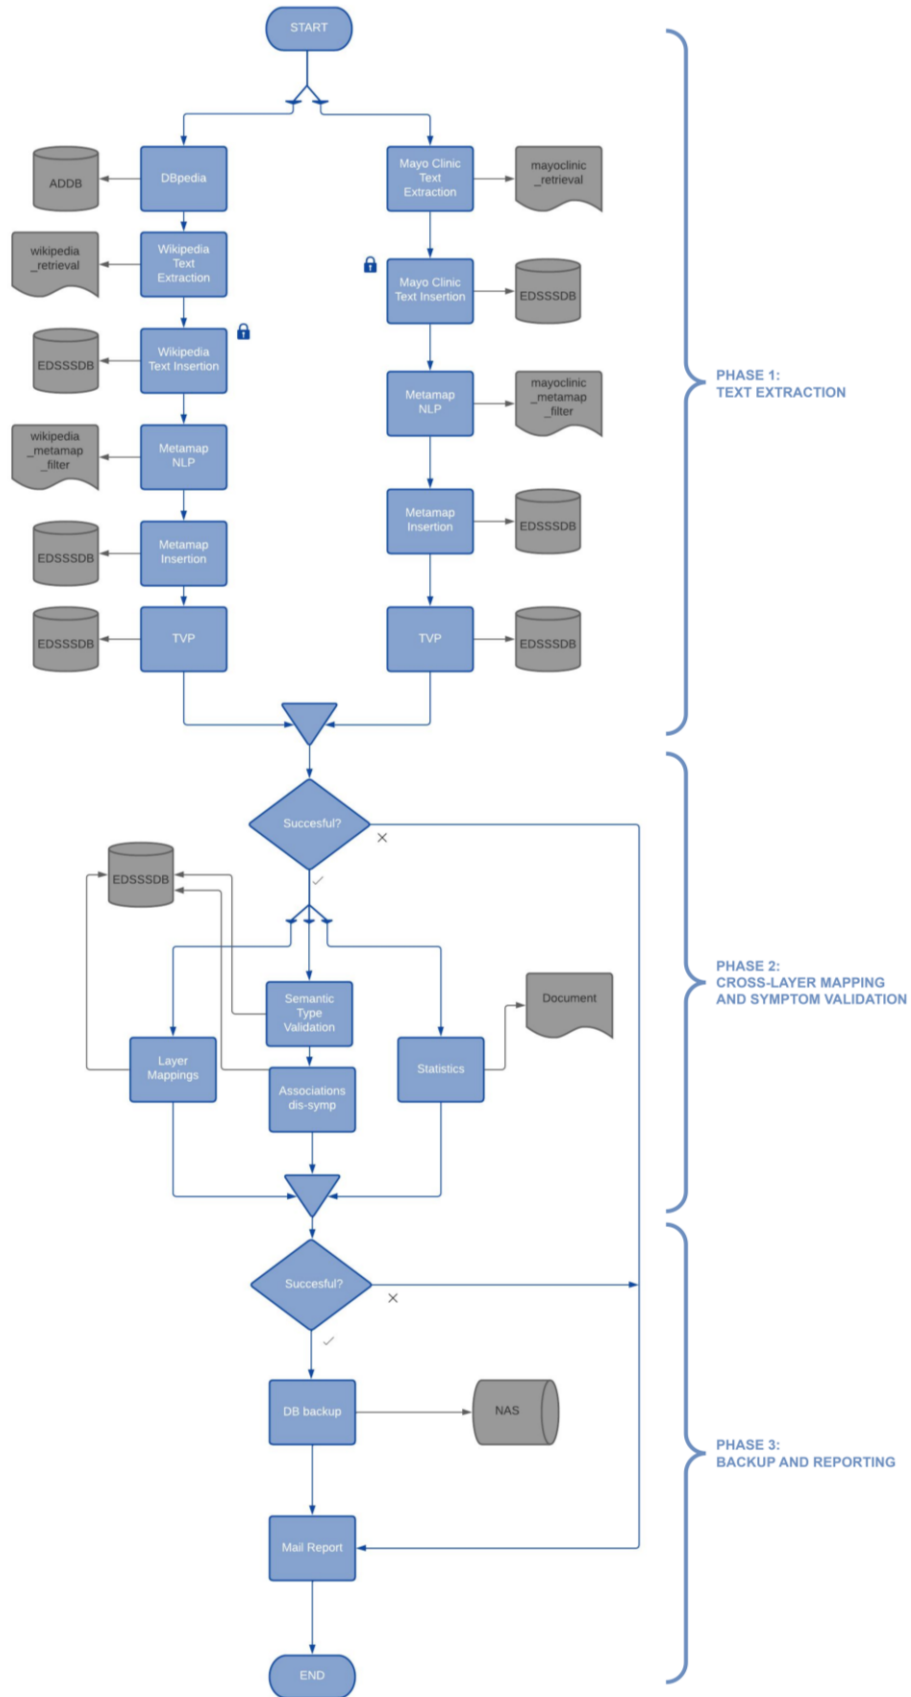 START
ADDB
DBpedia
Mayo Clinic
Text
Extraction
mayoclinic
_retrieval
wikipedia
_retrieval
Wikipedia
Text
Extraction
Mayo Clinic
Text Insertion
EDSSSDB
EDSSSDB
Wikipedia
Text Insertion
PHASE 1:
TEXT EXTRACTION
Metamap
NLP
mayoclinic
_metamap
_filter
wikipedia
_metamap
_filter
Metamap
NLP
Metamap
Insertion
EDSSSDB
EDSSSDB
Metamap
Insertion
EDSSSDB
TVP
TVP
EDSSSDB
Succesful?
EDSSSDB
Semantic
Type
Validation
Document
PHASE 2:
CROSS-LAYER MAPPING
AND SYMPTOM VALIDATION
Layer
Mappings
Associations
dis-symp
Statistics
Succesful?
DB backup
NAS
PHASE 3:
BACKUP AND REPORTING
Mail Report
END